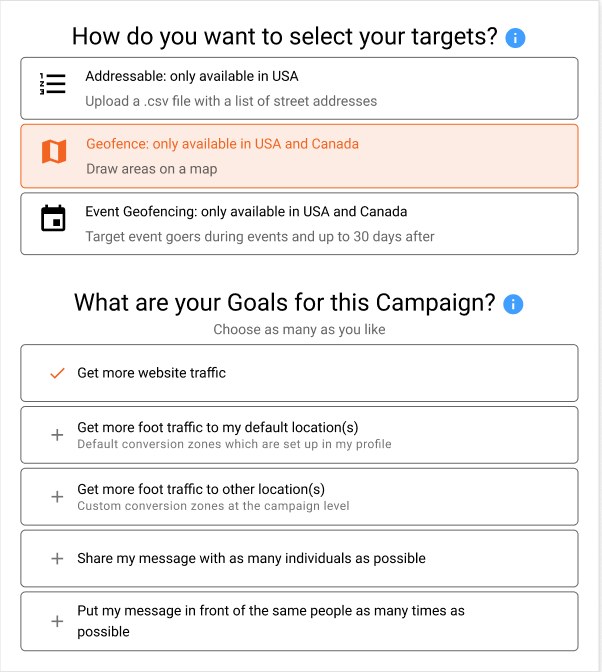 How do you want to select your targets? i
1
2
3
Addressable: only available in USA
Upload a .csv file with a list of street addresses
Geofence: only available in USA and Canada
Draw areas on a map
Event Geofencing: only available in USA and Canada
Target event goers during events and up to 30 days after
What are your Goals for this Campaign? i
Choose as many as you like
Get more website traffic
Get more foot traffic to my default location(s)
Default conversion zones which are set up in my profile
Get more foot traffic to other location(s)
Custom conversion zones at the campaign level
Share my message with as many individuals as possible
Put my message in front of the same people as many times as
possible